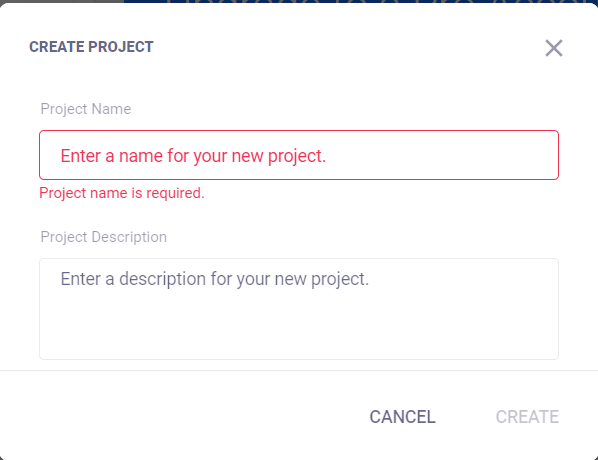 CREATE PROJECT
Project Name
Enter a name for your new project.
Project name is required.
Project Description
Enter a description for your new project.
CANCEL
CREATE